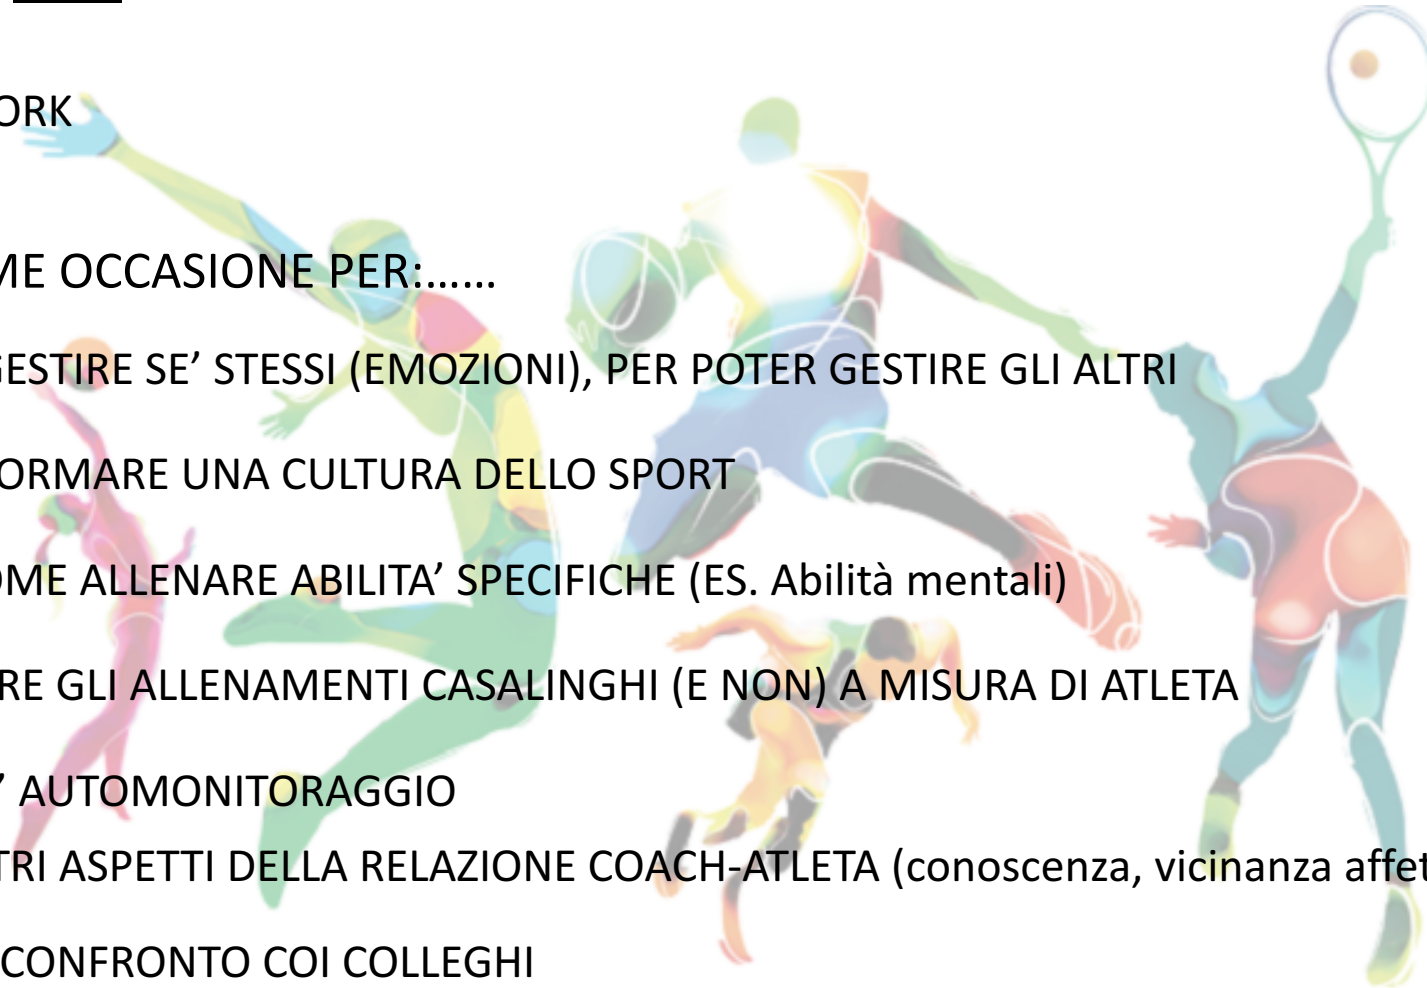 ORK
ME OCCASIONE PER:……
GESTIRE SE’ STESSI (EMOZIONI), PER POTER GESTIRE GLI ALTRI
ORMARE UNA CULTURA DELLO SPORT
OME ALLENARE ABILITA’ SPECIFICHE (ES. Abilità mentali)
RE GLI ALLENAMENTI CASALINGHI (E NON) A MISURA DI ATLETA
’ AUTOMONITORAGGIO
TRI ASPETTI DELLA RELAZIONE COACH-ATLETA (conoscenza, vicinanza affet
CONFRONTO COI COLLEGHI